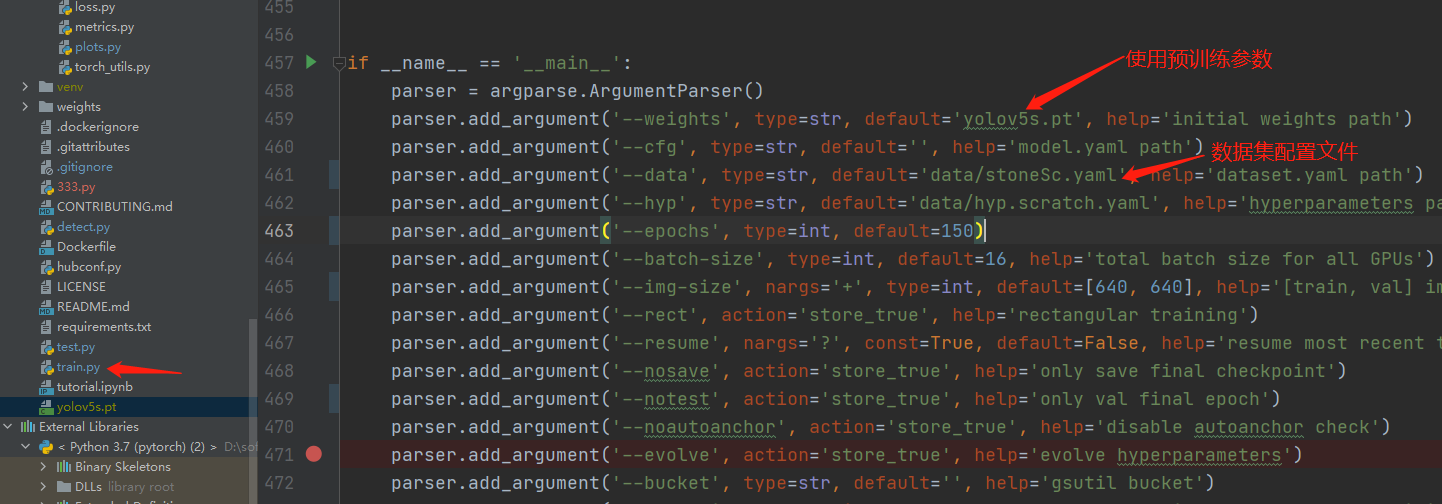 loss.py
metrics.py
plots.py
torch_utils.py
venv
weights
.dockerignore
.gitattributes
.gitignore
333.py
CONTRIBUTING.md
detect.py
Dockerfile
hubconf.py
LICENSE
README.md
requirements.txt
test.py
train.py
tutorial.ipynb
yolov5s.pt
External Libraries
< Python 3.7 (pytorch) (2) > D:\so
Binary Skeletons
DLLs library root
455
456
457 if __name__ == '__main__':
使用预训练参数
458 parser = argparse.ArgumentParser()
459 parser.add_argument('--weights', type=str, default='yolov5s.pt', help='initial weights path')
460 parser.add_argument('--cfg', type=str, default='', help='model.yaml path')
数据集配置文件
461 parser.add_argument('--data', type=str, default='data/stoneSc.yaml', help='dataset.yaml path')
462 parser.add_argument('--hyp', type=str, default='data/hyp.scratch.yaml', help='hyperparameters pa
463 parser.add_argument('--epochs', type=int, default=150)
464 parser.add_argument('--batch-size', type=int, default=16, help='total batch size for all GPUs')
465 parser.add_argument('--img-size', nargs='+', type=int, default=[640, 640], help='[train, val] im
466 parser.add_argument('--rect', action='store_true', help='rectangular training')
467 parser.add_argument('--resume', nargs='?', const=True, default=False, help='resume most recent t
468 parser.add_argument('--nosave', action='store_true', help='only save final checkpoint')
469 parser.add_argument('--notest', action='store_true', help='only val final epoch')
470 parser.add_argument('--noautoanchor', action='store_true', help='disable autoanchor check')
471 parser.add_argument('--evolve', action='store_true', help='evolve hyperparameters')
472 parser.add_argument('--bucket', type=str, default='', help='gsutil bucket')